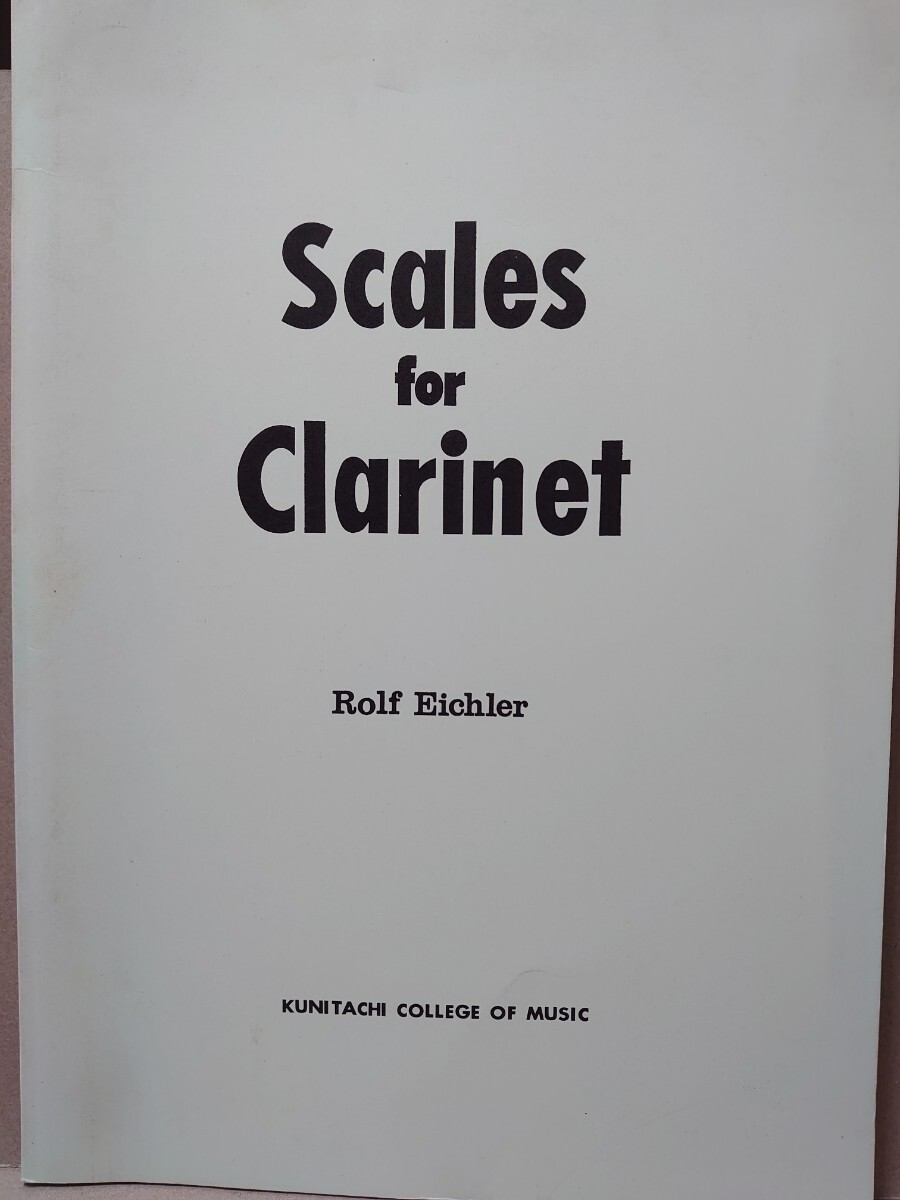 Scales
for
Clarinet
Rolf Eichler
KUNITACHI COLLEGE OF MUSIC